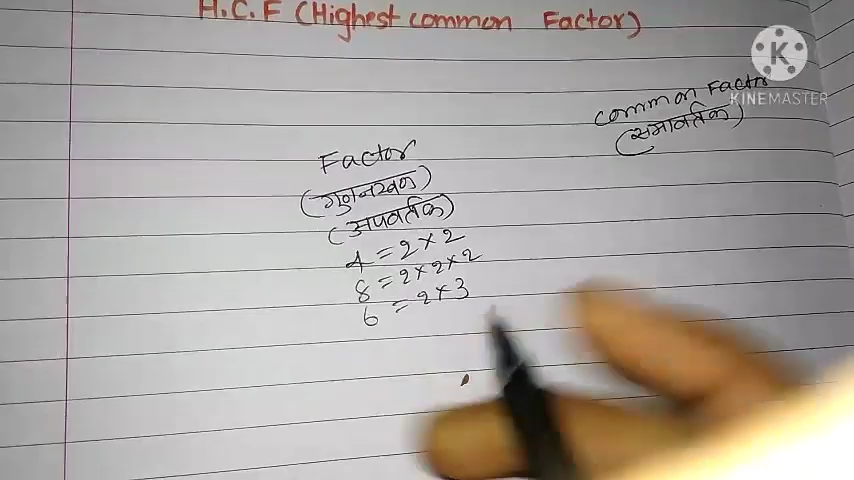 H.C.F (Highest common Factor)
K
KINEMASTER
common Factor
(समावर्तक)
Factor
(गुणनखंड)
(अपवर्तक)
4 = 2 × 2
8 = 2 × 2 × 2
6 = 2 × 3